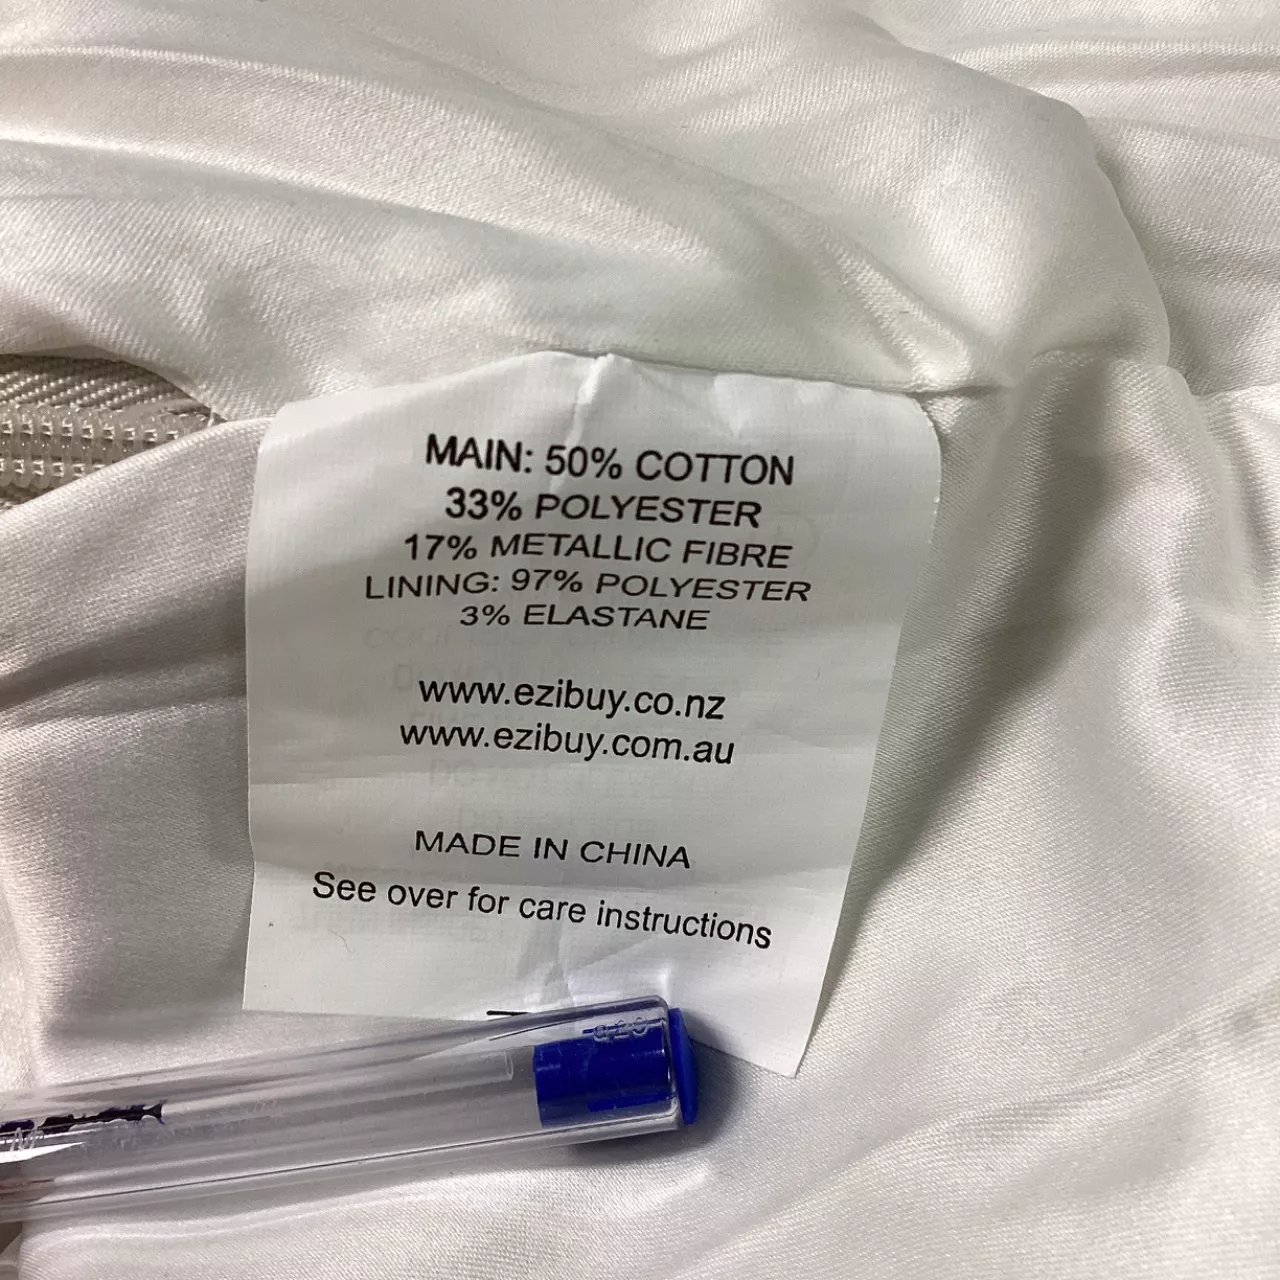 MAIN: 50% COTTON
33% POLYESTER
17% METALLIC FIBRE
LINING: 97% POLYESTER
3% ELASTANE
www.ezibuy.co.nz
www.ezibuy.com.au
MADE IN CHINA
See over for care instructions